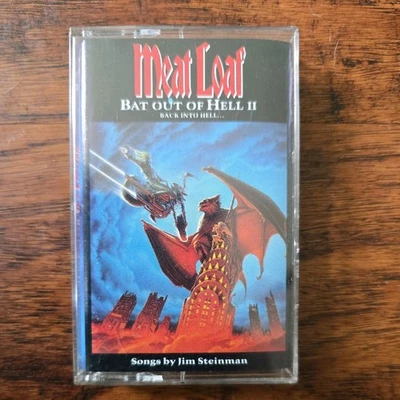 Meat Loaf
BAT OUT OF HELL II
BACK INTO HELL...
Songs by Jim Steinman